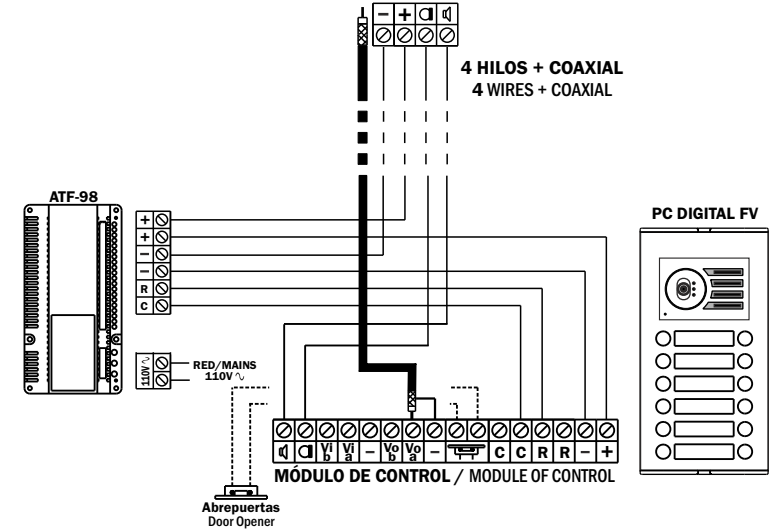 − +
4 HILOS + COAXIAL
4 WIRES + COAXIAL
ATF-98
+
+
−
−
R
C
110V ∿
RED/MAINS
110V ∿
PC DIGITAL FV
Vi b Vi a − Vo b Vo a − C C R R − +
MÓDULO DE CONTROL / MODULE OF CONTROL
Abrepuertas
Door Opener